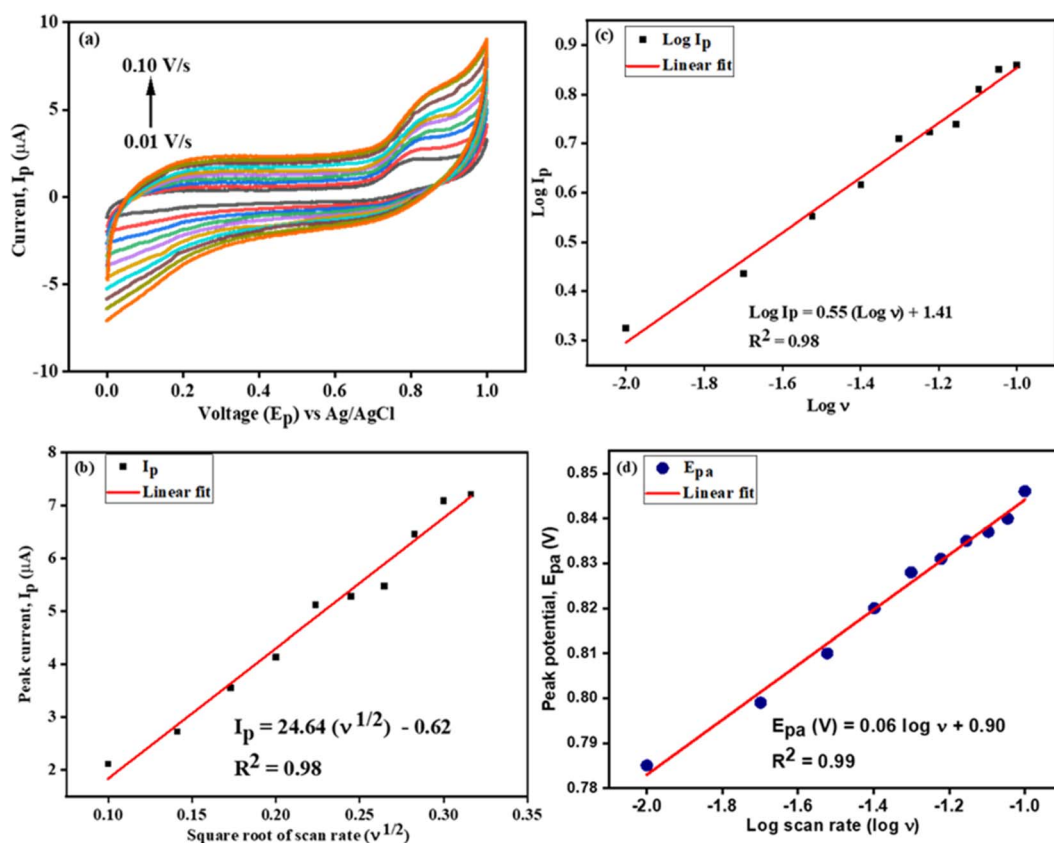 (a)
0.10 V/s
0.01 V/s
10
5
0
-5
-10
Current, Ip (μA)
0.0 0.2 0.4 0.6 0.8 1.0
Voltage (Ep) vs Ag/AgCl
(c)
Log Ip
Linear fit
0.9
0.8
0.7
0.6
0.5
0.4
0.3
Log Ip
Log Ip = 0.55 (Log ν) + 1.41
R² = 0.98
-2.0 -1.8 -1.6 -1.4 -1.2 -1.0
Log ν
(b)
Ip
Linear fit
8
7
6
5
4
3
2
Peak current, Ip (μA)
Ip = 24.64 (ν1/2) - 0.62
R² = 0.98
0.10 0.15 0.20 0.25 0.30 0.35
Square root of scan rate (ν1/2)
(d)
Epa
Linear fit
0.85
0.84
0.83
0.82
0.81
0.80
0.79
0.78
Peak potential, Epa (V)
Epa (V) = 0.06 log ν + 0.90
R² = 0.99
-2.0 -1.8 -1.6 -1.4 -1.2 -1.0
Log scan rate (log ν)